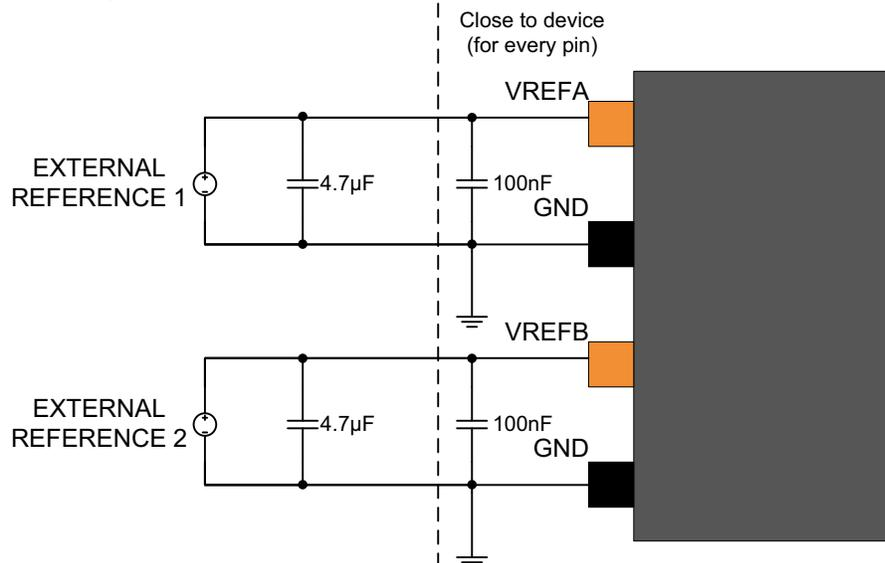 Close to device
(for every pin)
VREFA
EXTERNAL
REFERENCE 1
4.7µF
100nF
GND
VREFB
EXTERNAL
REFERENCE 2
4.7µF
100nF
GND